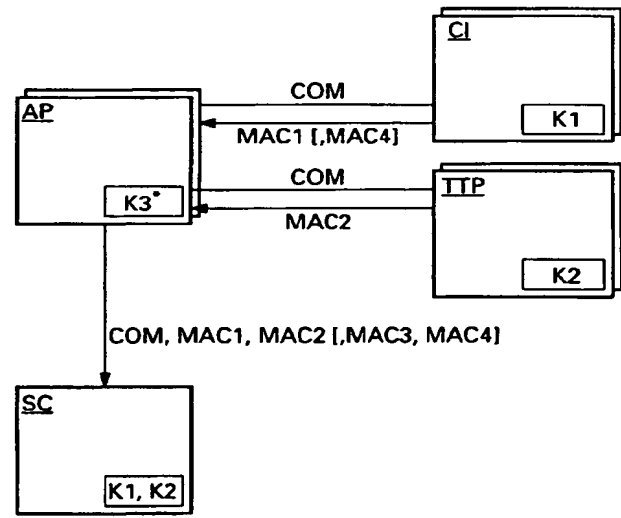 CI
COM
AP
K1
MAC1 [,MAC4]
COM
TTP
K3*
MAC2
K2
COM, MAC1, MAC2 [,MAC3, MAC4]
SC
K1, K2